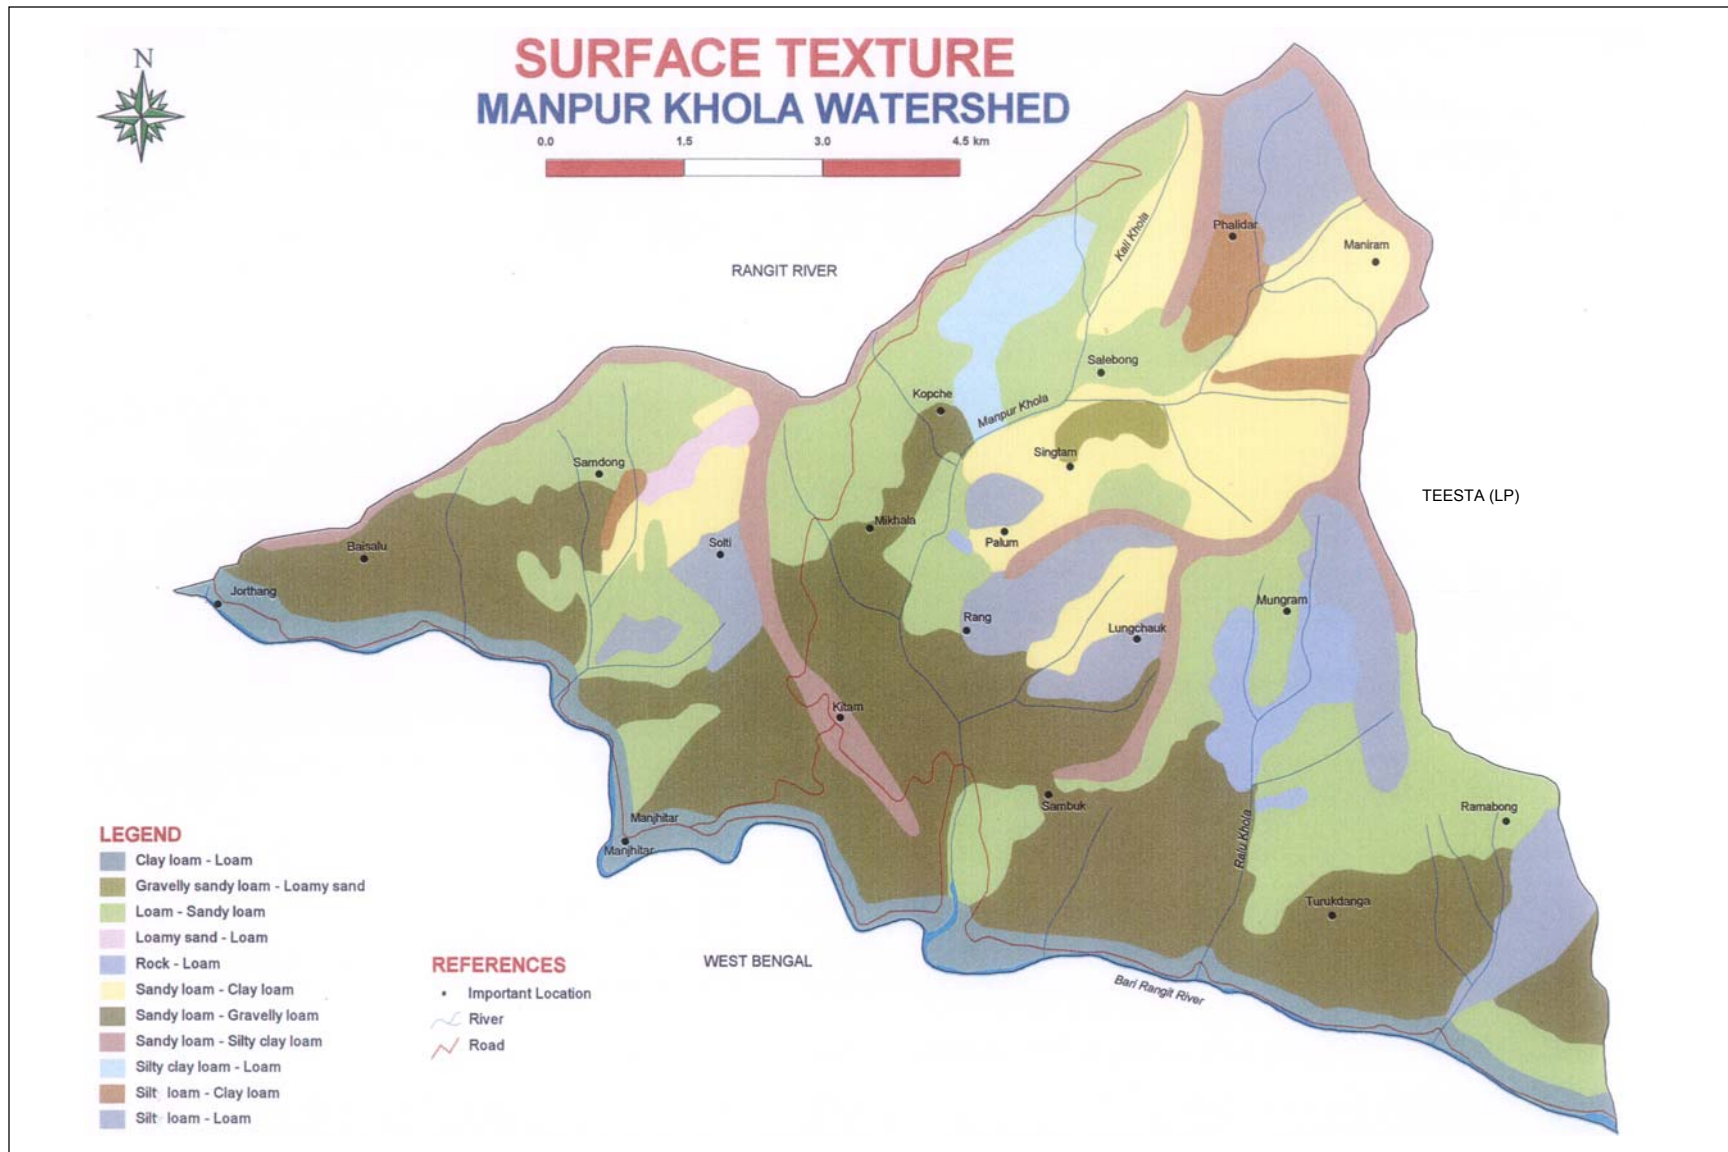 N
SURFACE TEXTURE
MANPUR KHOLA WATERSHED
0.0 1.5 3.0 4.5 km
Phalidar
Kali Khola
Maniram
RANGIT RIVER
Salebong
Kopche
Manpur Khola
Singtam
Samdong
TEESTA (LP)
Mikhala
Baisalu
Solti
Palum
Jorthang
Mungram
Rang
Lungchauk
Kitam
Sambuk
Ramabong
Manjhitar
Manjhitar
Ralu Khola
Turukdanga
WEST BENGAL
Bari Rangit River
LEGEND
Clay loam - Loam
Gravelly sandy loam - Loamy sand
Loam - Sandy loam
Loamy sand - Loam
Rock - Loam
Sandy loam - Clay loam
Sandy loam - Gravelly loam
Sandy loam - Silty clay loam
Silty clay loam - Loam
Silt loam - Clay loam
Silt loam - Loam
REFERENCES
Important Location
River
Road